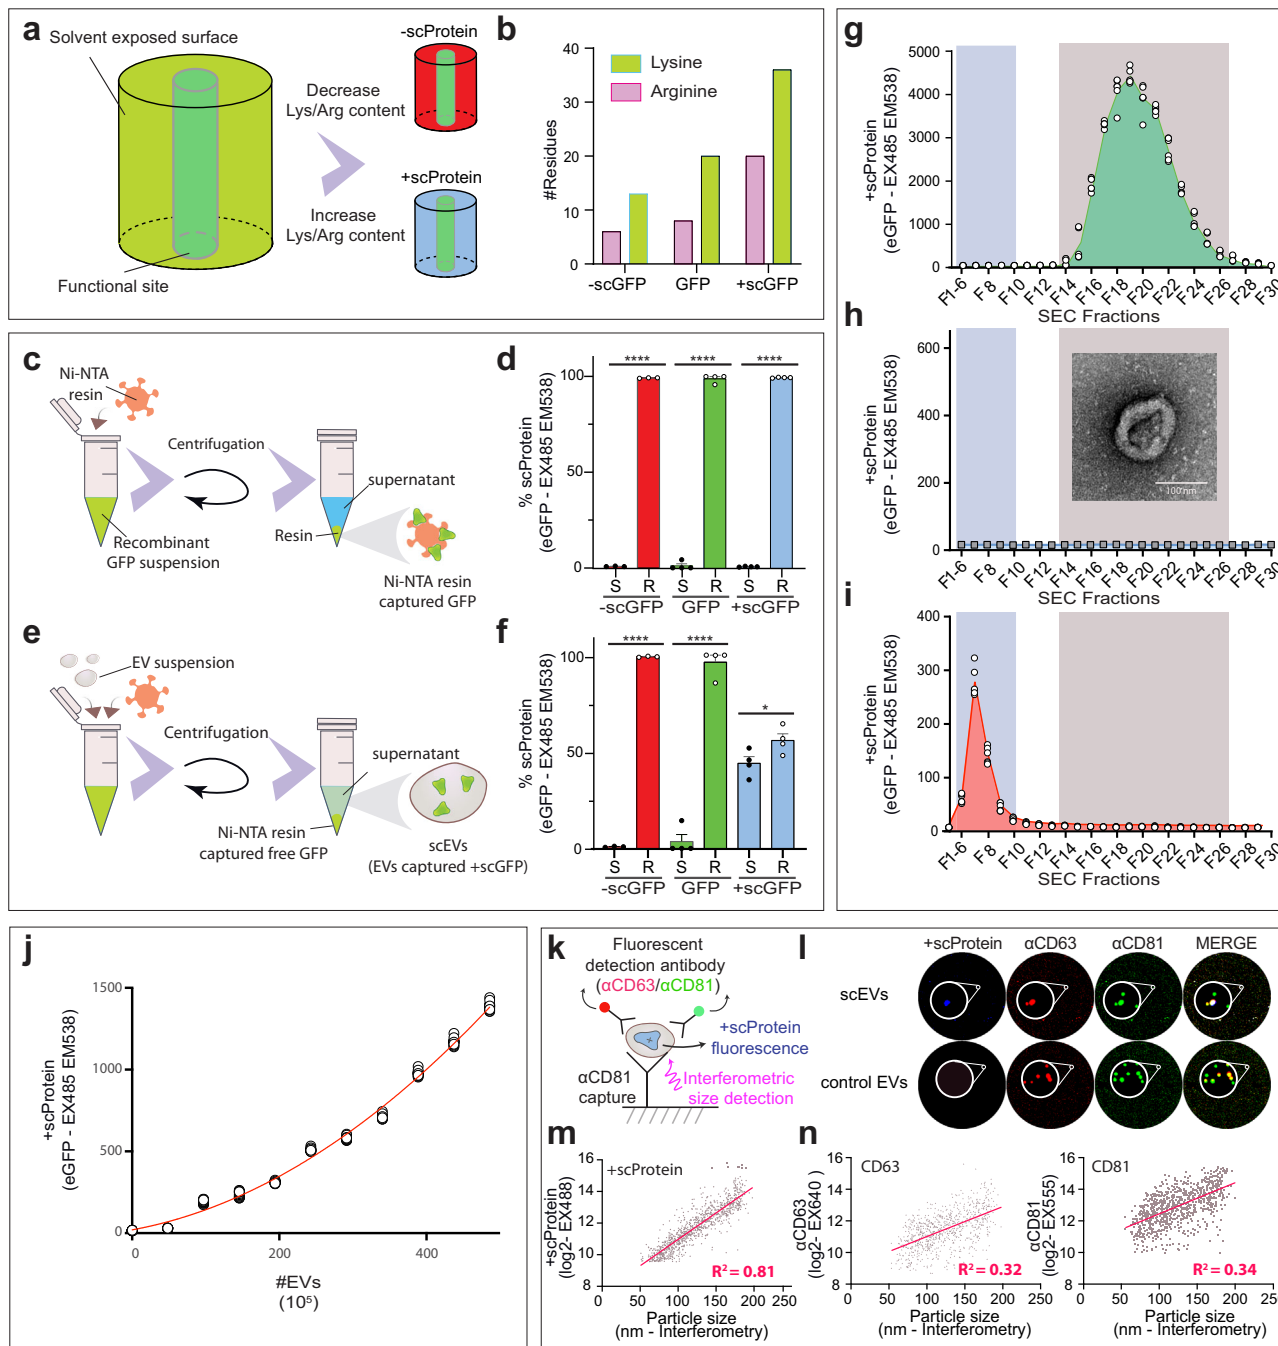 a
Solvent exposed surface
Functional site
Decrease
Lys/Arg content
Increase
Lys/Arg content
-scProtein
+scProtein
b
#Residues
40
20
10
0
Lysine
Arginine
-scGFP
GFP
+scGFP
c
Ni-NTA
resin
Centrifugation
supernatant
Resin
Recombinant
GFP suspension
Ni-NTA resin
captured GFP
d
% scProtein
(eGFP - EX485 EM538)
100
50
0
**** **** ****
S R S R S R
-scGFP GFP +scGFP
e
EV suspension
Centrifugation
supernatant
Ni-NTA resin
captured free GFP
scEVs
(EVs captured +scGFP)
f
% scProtein
(eGFP - EX485 EM538)
100
50
0
**** **** *
S R S R S R
-scGFP GFP +scGFP
g
+scProtein
(eGFP - EX485 EM538)
5000
4000
3000
2000
1000
0
F1-6 F 8 F10 F12 F14 F16 F18 F20 F22 F24 F26 F28 F30
SEC Fractions
h
+scProtein
(eGFP - EX485 EM538)
600
400
200
0
100 nm
F1-6 F 8 F10 F12 F14 F16 F18 F20 F22 F24 F26 F28 F30
SEC Fractions
i
+scProtein
(eGFP - EX485 EM538)
400
300
200
100
0
F1-6 F 8 F10 F12 F14 F16 F18 F20 F22 F24 F26 F28 F30
SEC Fractions
j
+scProtein
(eGFP - EX485 EM538)
1500
1000
500
0
0 200 400
#EVs
(10⁵)
k
Fluorescent
detection antibody
(αCD63/αCD81)
+scProtein
fluorescence
+
αCD81
capture
Interferometric
size detection
l
+scProtein αCD63 αCD81 MERGE
scEVs
control EVs
m
+scProtein
(log2- EX488)
16
14
12
10
8
+scProtein
R² = 0.81
0 50 100 150 200 250
Particle size
(nm - Interferometry)
n
αCD63
(log2- EX640 )
16
14
12
10
8
CD63
R² = 0.32
0 50 100 150 200 250
Particle size
(nm - Interferometry)
αCD81
(log2- EX555)
16
14
12
10
8
CD81
R² = 0.34
0 50 100 150 200 250
Particle size
(nm - Interferometry)